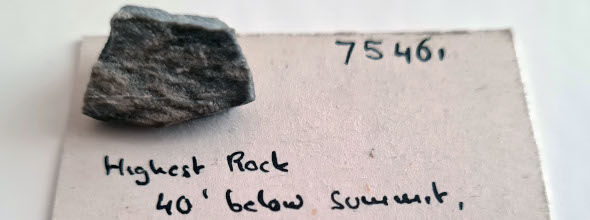 7546.
Highest Rock
40' below summit.